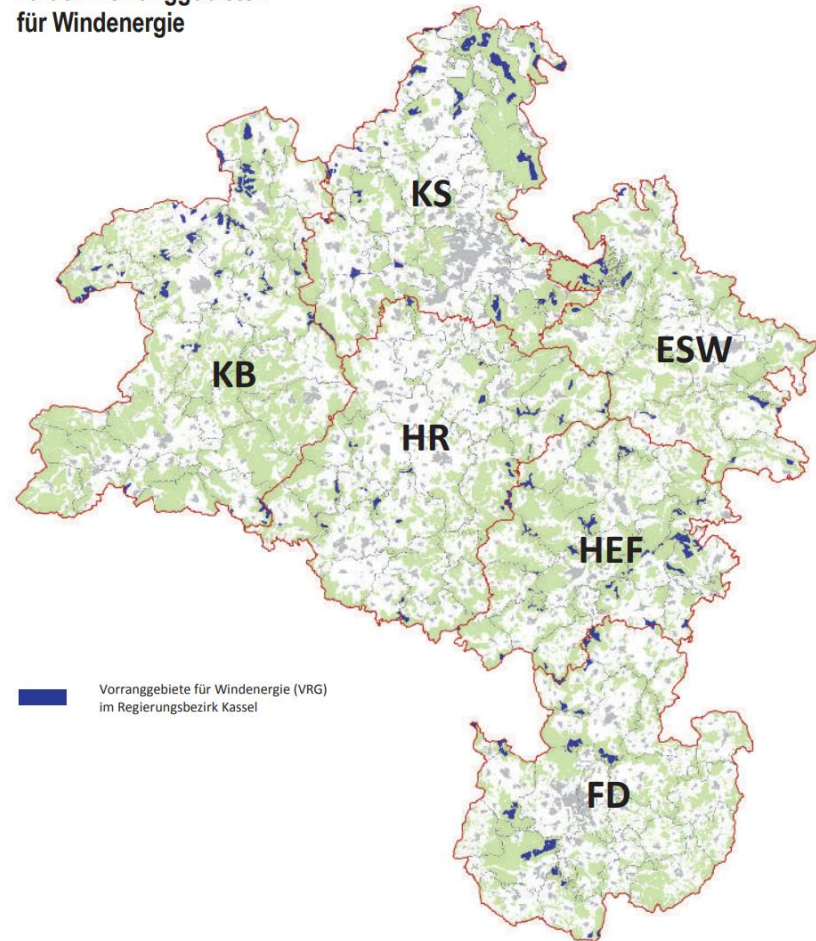 für Windenergie
KS
ESW
KB
HR
HEF
Vorranggebiete für Windenergie (VRG)
im Regierungsbezirk Kassel
FD